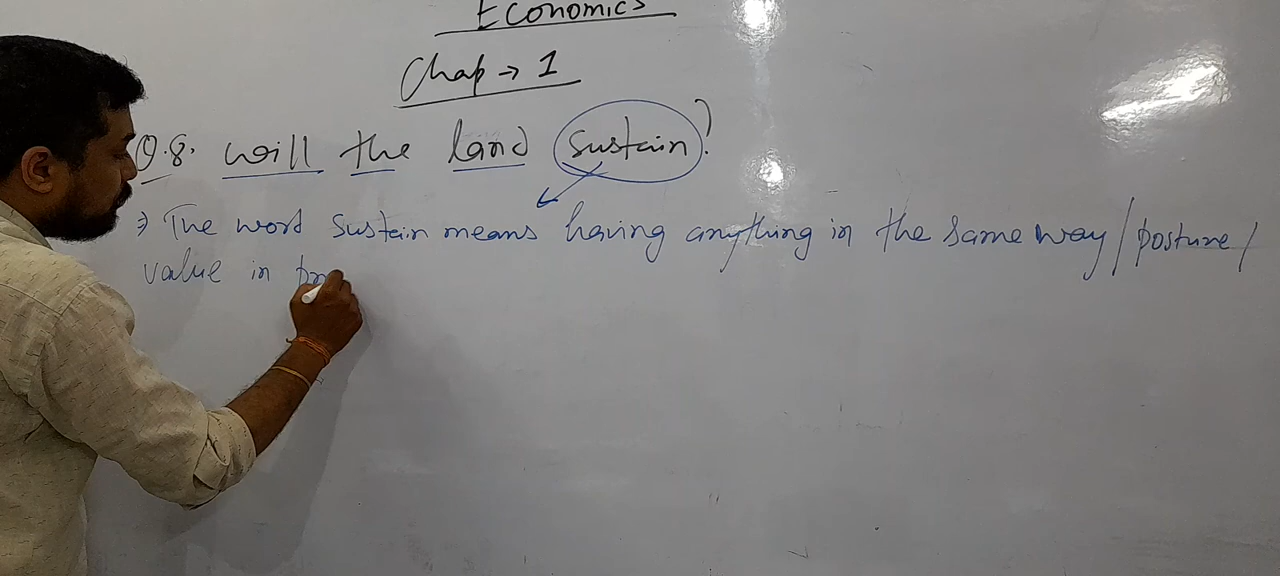 Economics
Chap → 1
Q.8. will the land sustain?
⇒ The word sustain means having anything in the same way/posture/
value in pr